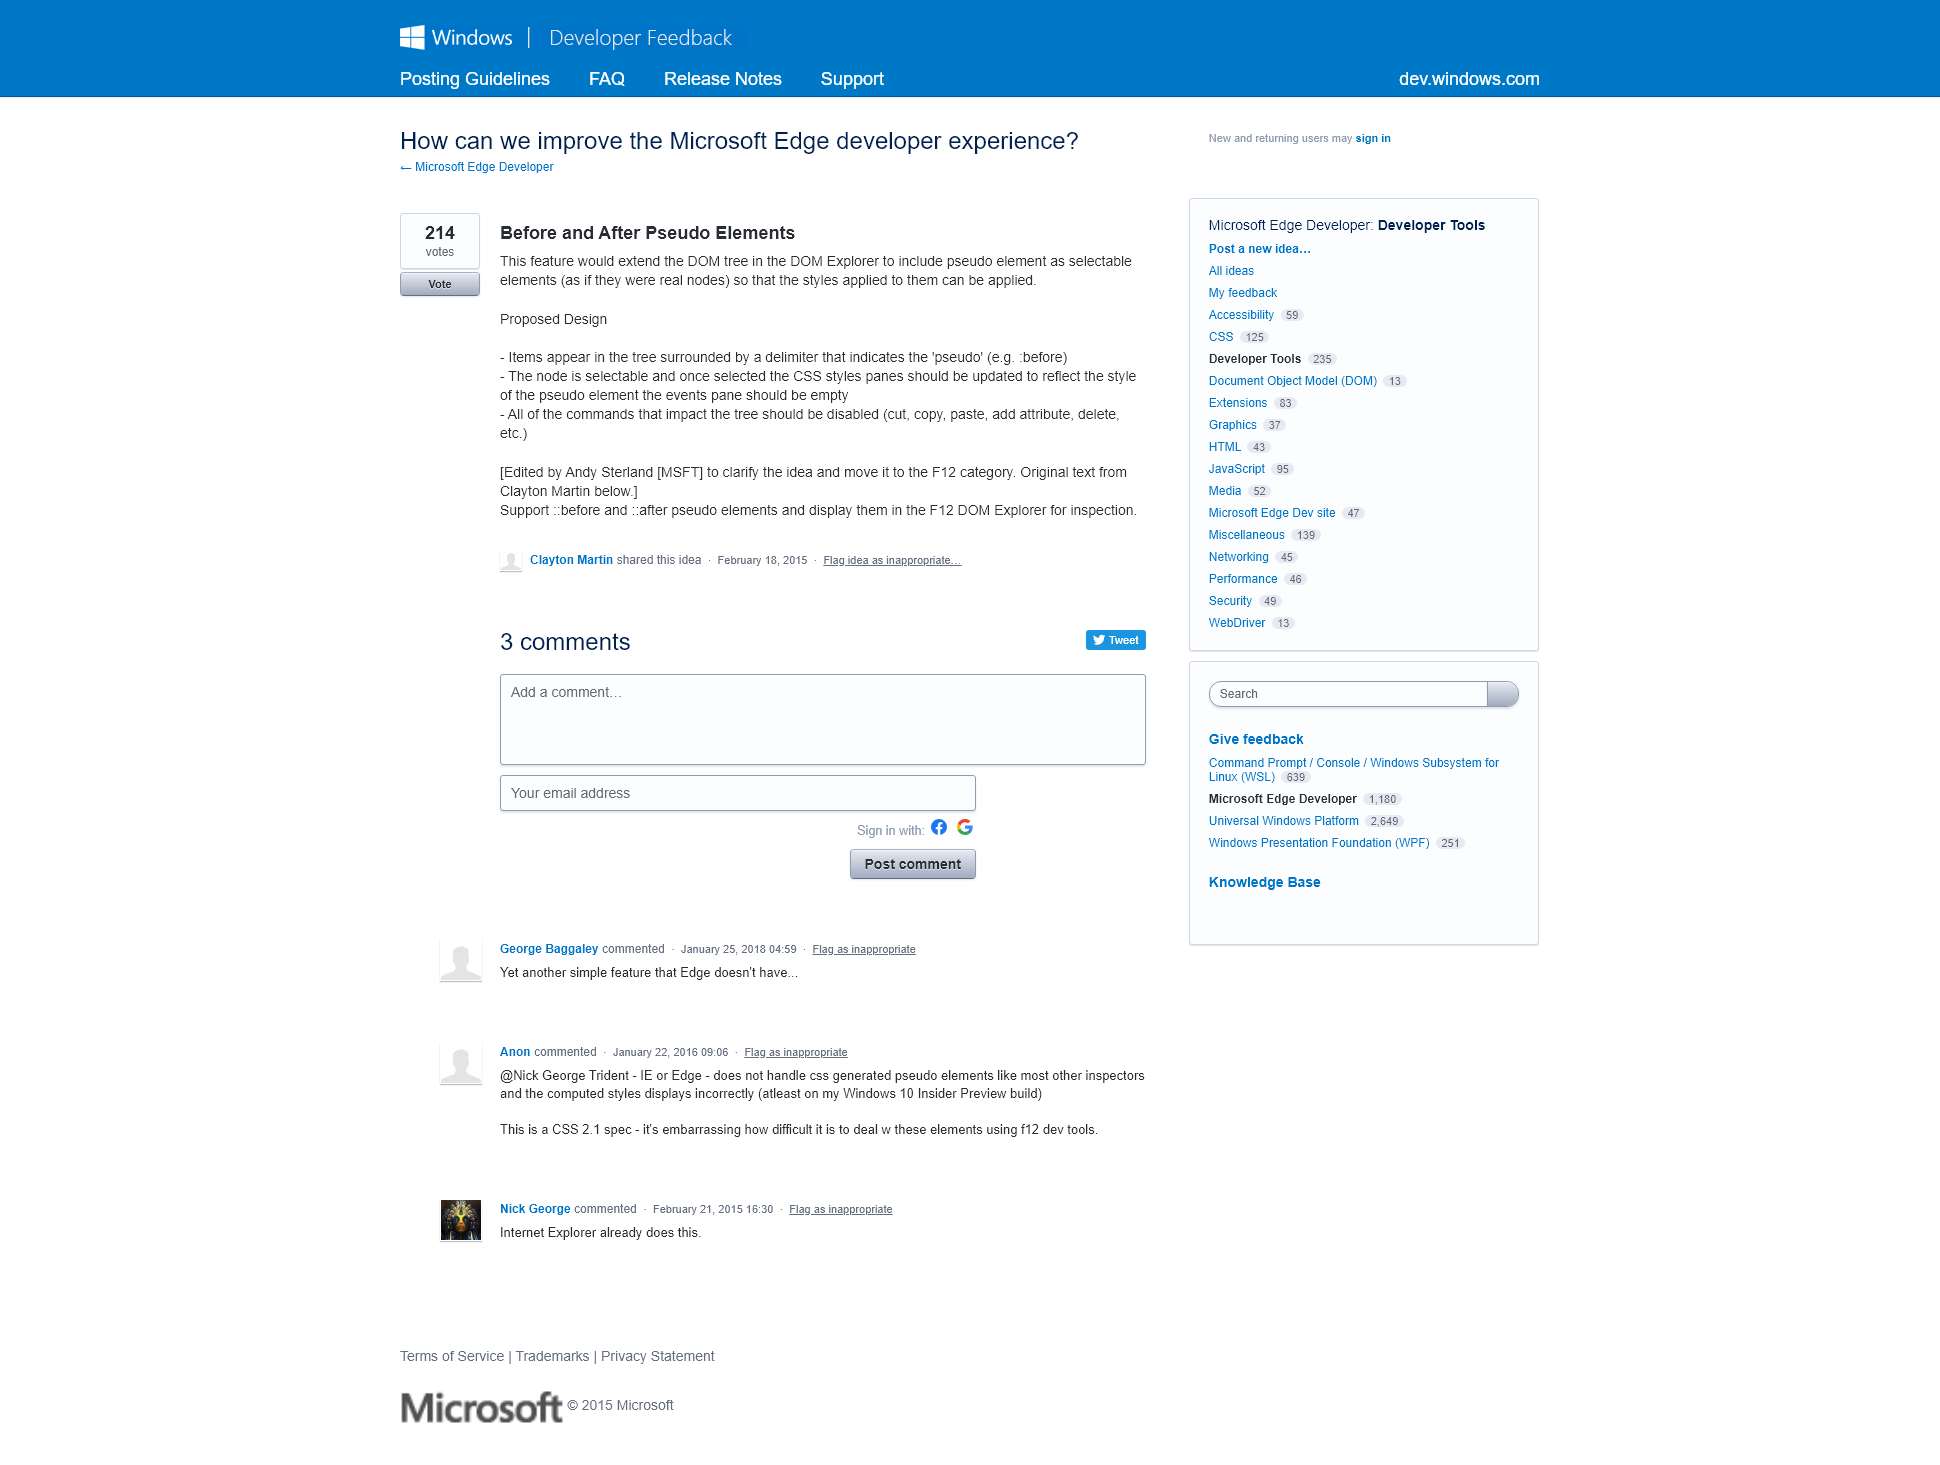 Windows | Developer Feedback
Posting Guidelines FAQ Release Notes Support dev.windows.com
How can we improve the Microsoft Edge developer experience?
← Microsoft Edge Developer
New and returning users may sign in
214
votes
Vote
Before and After Pseudo Elements
This feature would extend the DOM tree in the DOM Explorer to include pseudo element as selectable
elements (as if they were real nodes) so that the styles applied to them can be applied.
Proposed Design
- Items appear in the tree surrounded by a delimiter that indicates the 'pseudo' (e.g. :before)
- The node is selectable and once selected the CSS styles panes should be updated to reflect the style
of the pseudo element the events pane should be empty
- All of the commands that impact the tree should be disabled (cut, copy, paste, add attribute, delete,
etc.)
[Edited by Andy Sterland [MSFT] to clarify the idea and move it to the F12 category. Original text from
Clayton Martin below.]
Support ::before and ::after pseudo elements and display them in the F12 DOM Explorer for inspection.
Clayton Martin shared this idea · February 18, 2015 · Flag idea as inappropriate…
3 comments
Tweet
Add a comment…
Your email address
Sign in with:
Post comment
George Baggaley commented · January 25, 2018 04:59 · Flag as inappropriate
Yet another simple feature that Edge doesn't have...
Anon commented · January 22, 2016 09:06 · Flag as inappropriate
@Nick George Trident - IE or Edge - does not handle css generated pseudo elements like most other inspectors
and the computed styles displays incorrectly (atleast on my Windows 10 Insider Preview build)
This is a CSS 2.1 spec - it's embarrassing how difficult it is to deal w these elements using f12 dev tools.
Nick George commented · February 21, 2015 16:30 · Flag as inappropriate
Internet Explorer already does this.
Microsoft Edge Developer: Developer Tools
Post a new idea…
All ideas
My feedback
Accessibility 59
CSS 125
Developer Tools 235
Document Object Model (DOM) 13
Extensions 83
Graphics 37
HTML 43
JavaScript 95
Media 52
Microsoft Edge Dev site 47
Miscellaneous 139
Networking 45
Performance 46
Security 49
WebDriver 13
Search
Give feedback
Command Prompt / Console / Windows Subsystem for
Linux (WSL) 639
Microsoft Edge Developer 1,180
Universal Windows Platform 2,649
Windows Presentation Foundation (WPF) 251
Knowledge Base
Terms of Service | Trademarks | Privacy Statement
Microsoft © 2015 Microsoft